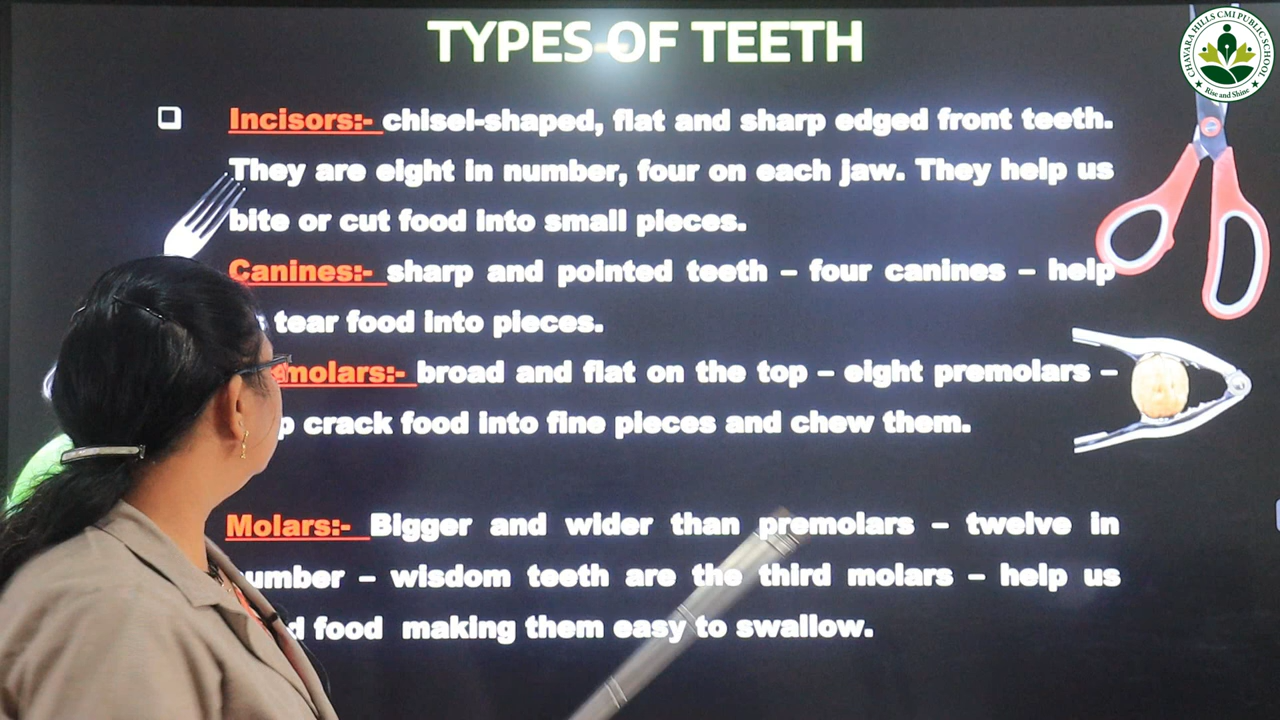 TYPES OF TEETH
CHAVARA HILLS CMI PUBLIC SCHOOL
Rise and Shine
Incisors:- chisel-shaped, flat and sharp edged front teeth.
They are eight in number, four on each jaw. They help us
bite or cut food into small pieces.
Canines:- sharp and pointed teeth – four canines – help
tear food into pieces.
molars:- broad and flat on the top – eight premolars –
p crack food into fine pieces and chew them.
Molars:- Bigger and wider than premolars – twelve in
umber – wisdom teeth are the third molars – help us
d food making them easy to swallow.